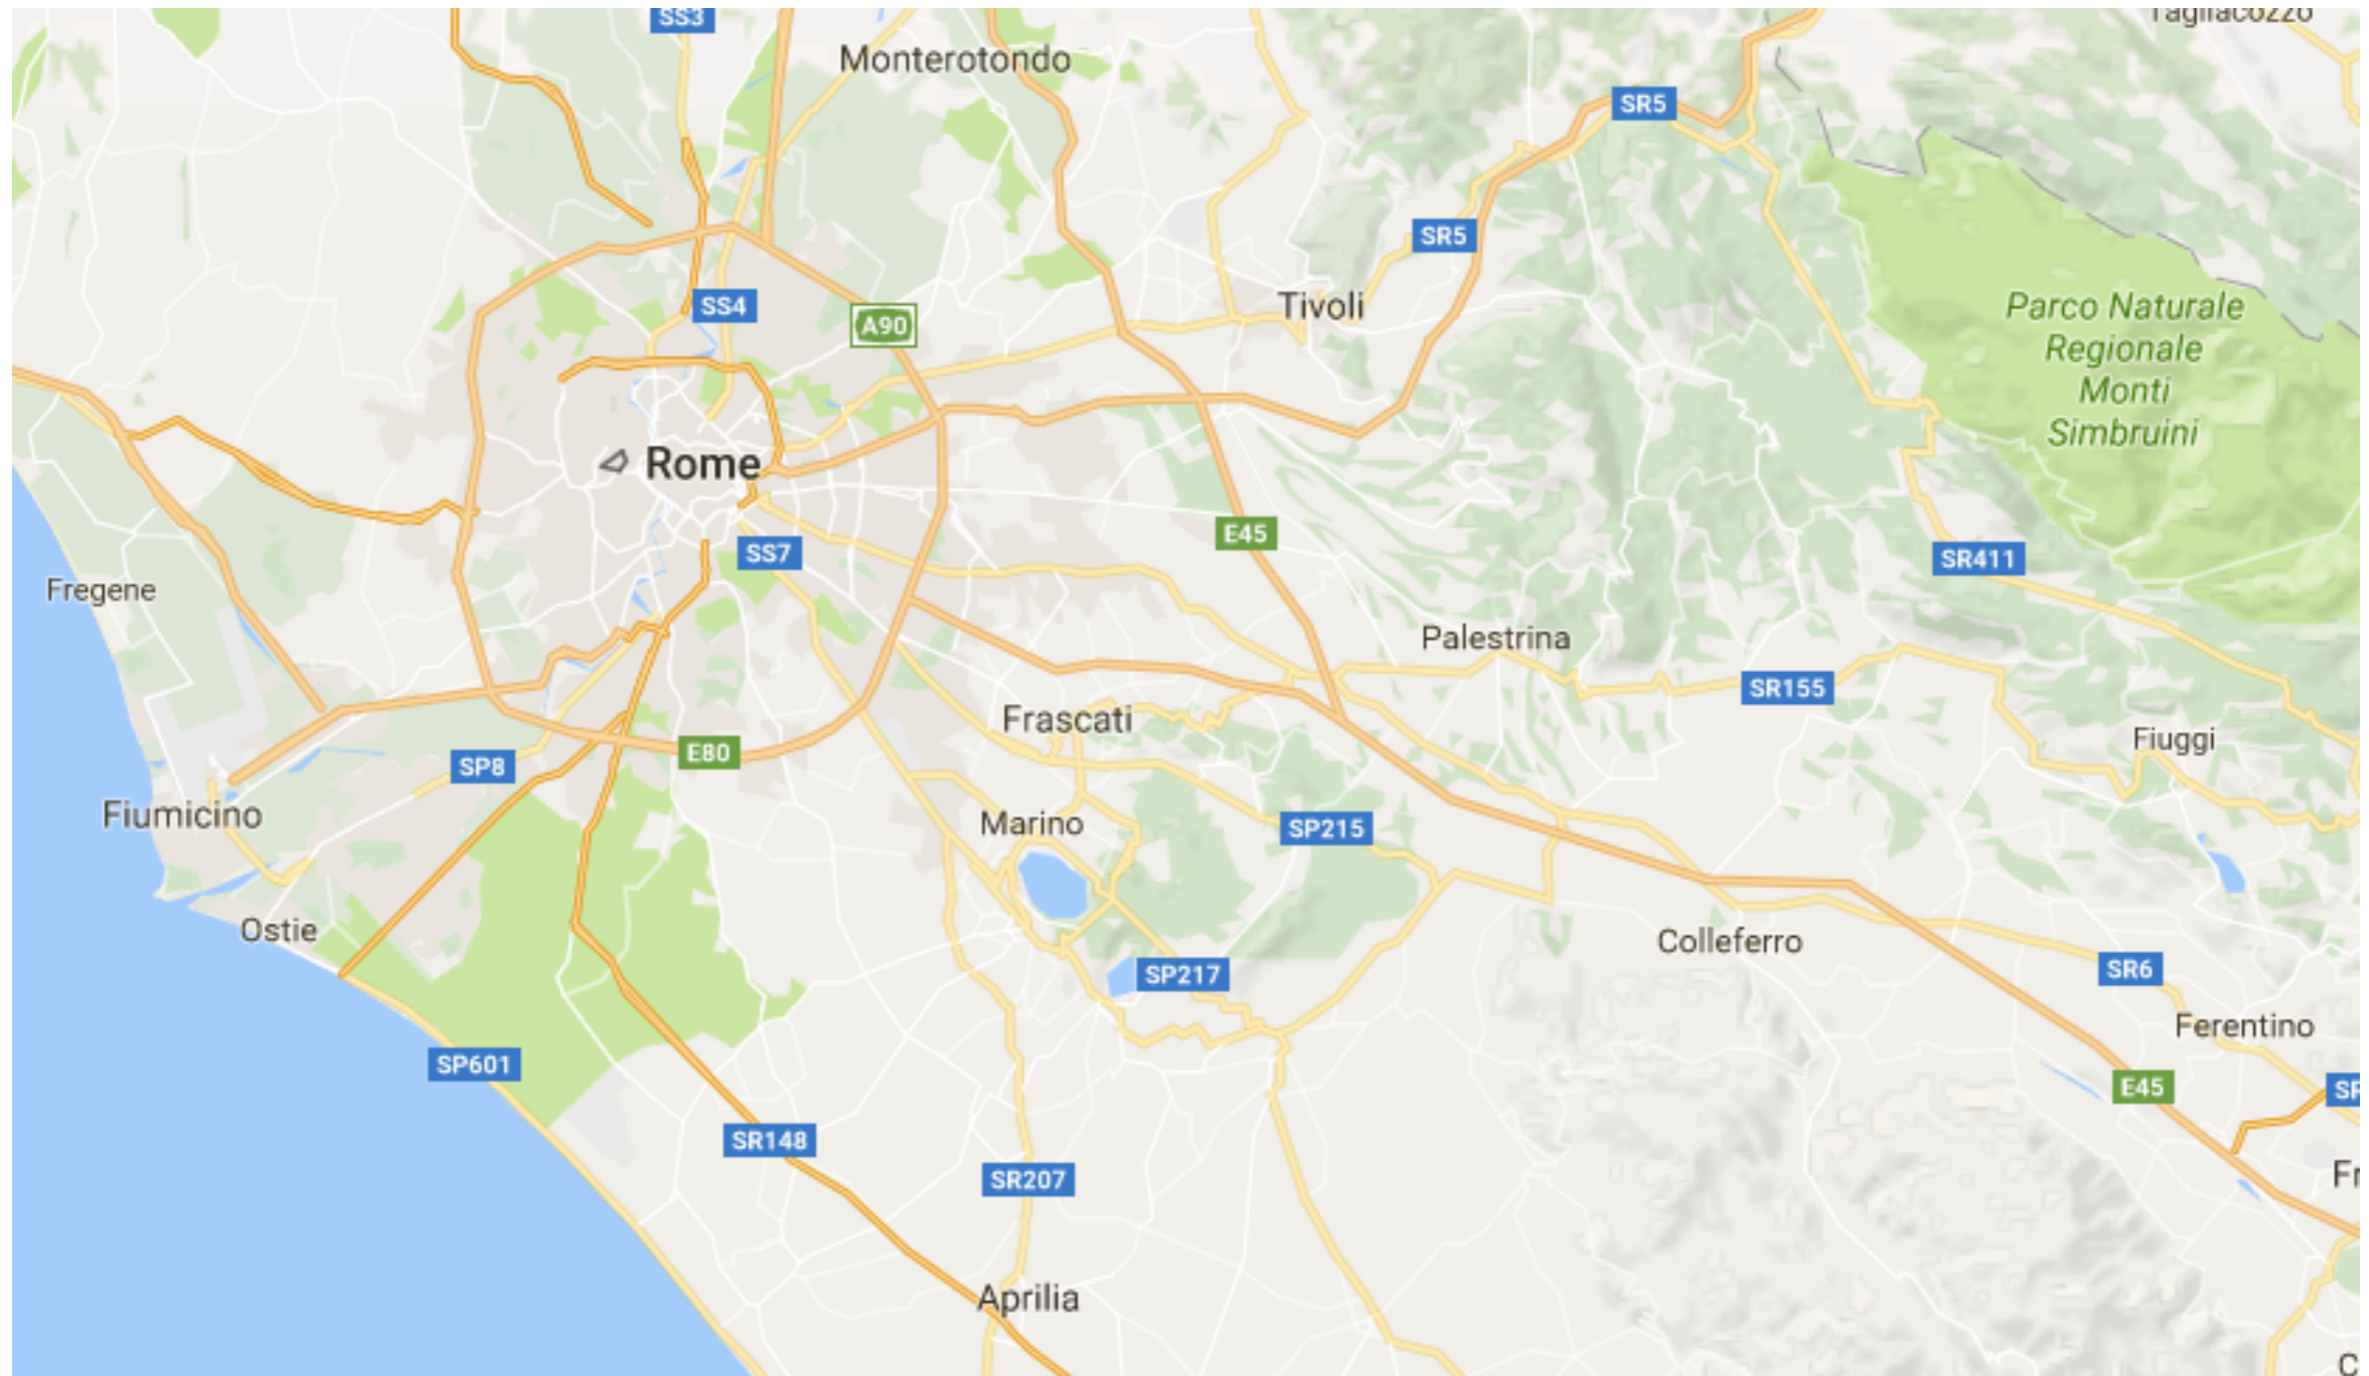 SS3
Tagliacozzo
Monterotondo
SR5
SR5
Tivoli
SS4
A90
Parco Naturale
Regionale
Monti
Simbruini
Rome
E45
SS7
SR411
Fregene
Palestrina
SR155
Frascati
Fiuggi
E80
SP8
Fiumicino
Marino
SP215
Ostie
Colleferro
SR6
SP217
Ferentino
SP601
E45
SR148
SR207
Aprilia